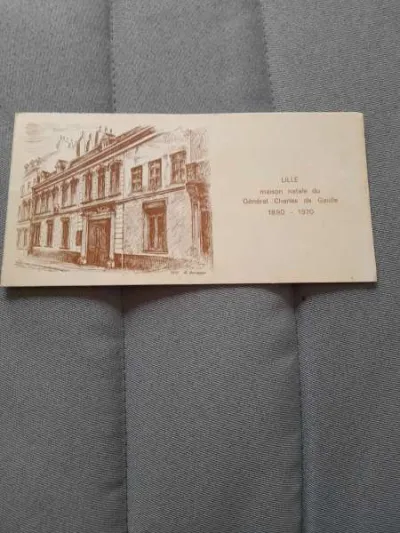 LILLE
maison natale du
Général Charles de Gaulle
1890 - 1970